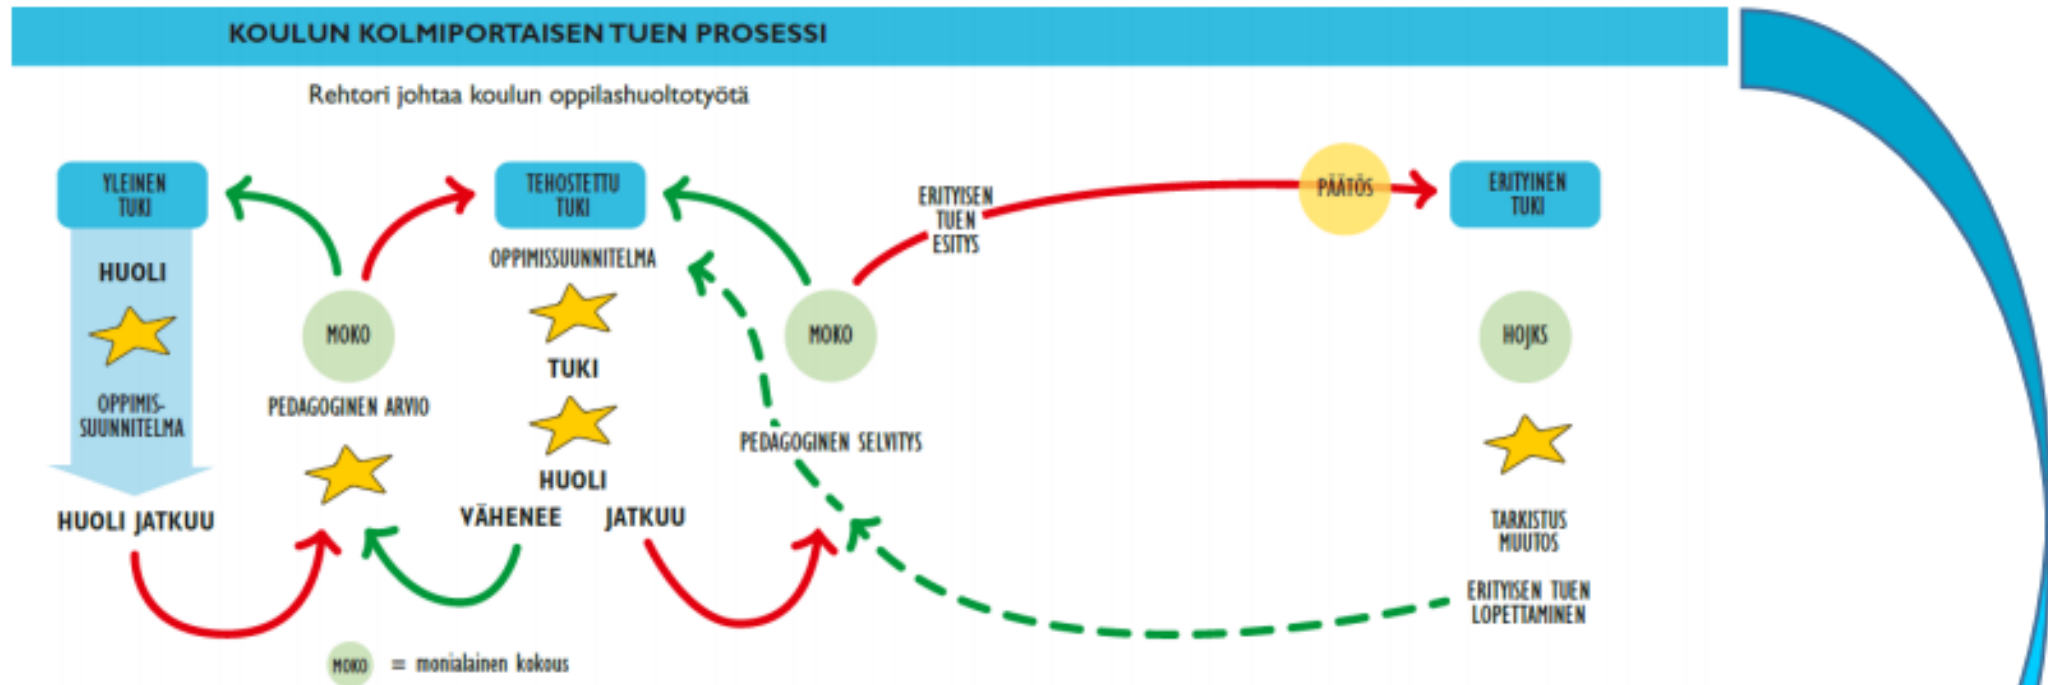 KOULUN KOLMIPORTAISEN TUEN PROSESSI
Rehtori johtaa koulun oppilashuoltotyötä
YLEINEN
TUKI
HUOLI
OPPIMIS-
SUUNNITELMA
HUOLI JATKUU
MOKO
PEDAGOGINEN ARVIO
TEHOSTETTU
TUKI
OPPIMISSUUNNITELMA
TUKI
HUOLI
VÄHENEE JATKUU
MOKO
PEDAGOGINEN SELVITYS
ERITYISEN
TUEN
ESITYS
PÄÄTÖS
ERITYINEN
TUKI
HOJKS
TARKISTUS
MUUTOS
ERITYISEN TUEN
LOPETTAMINEN
MOKO = monialainen kokous